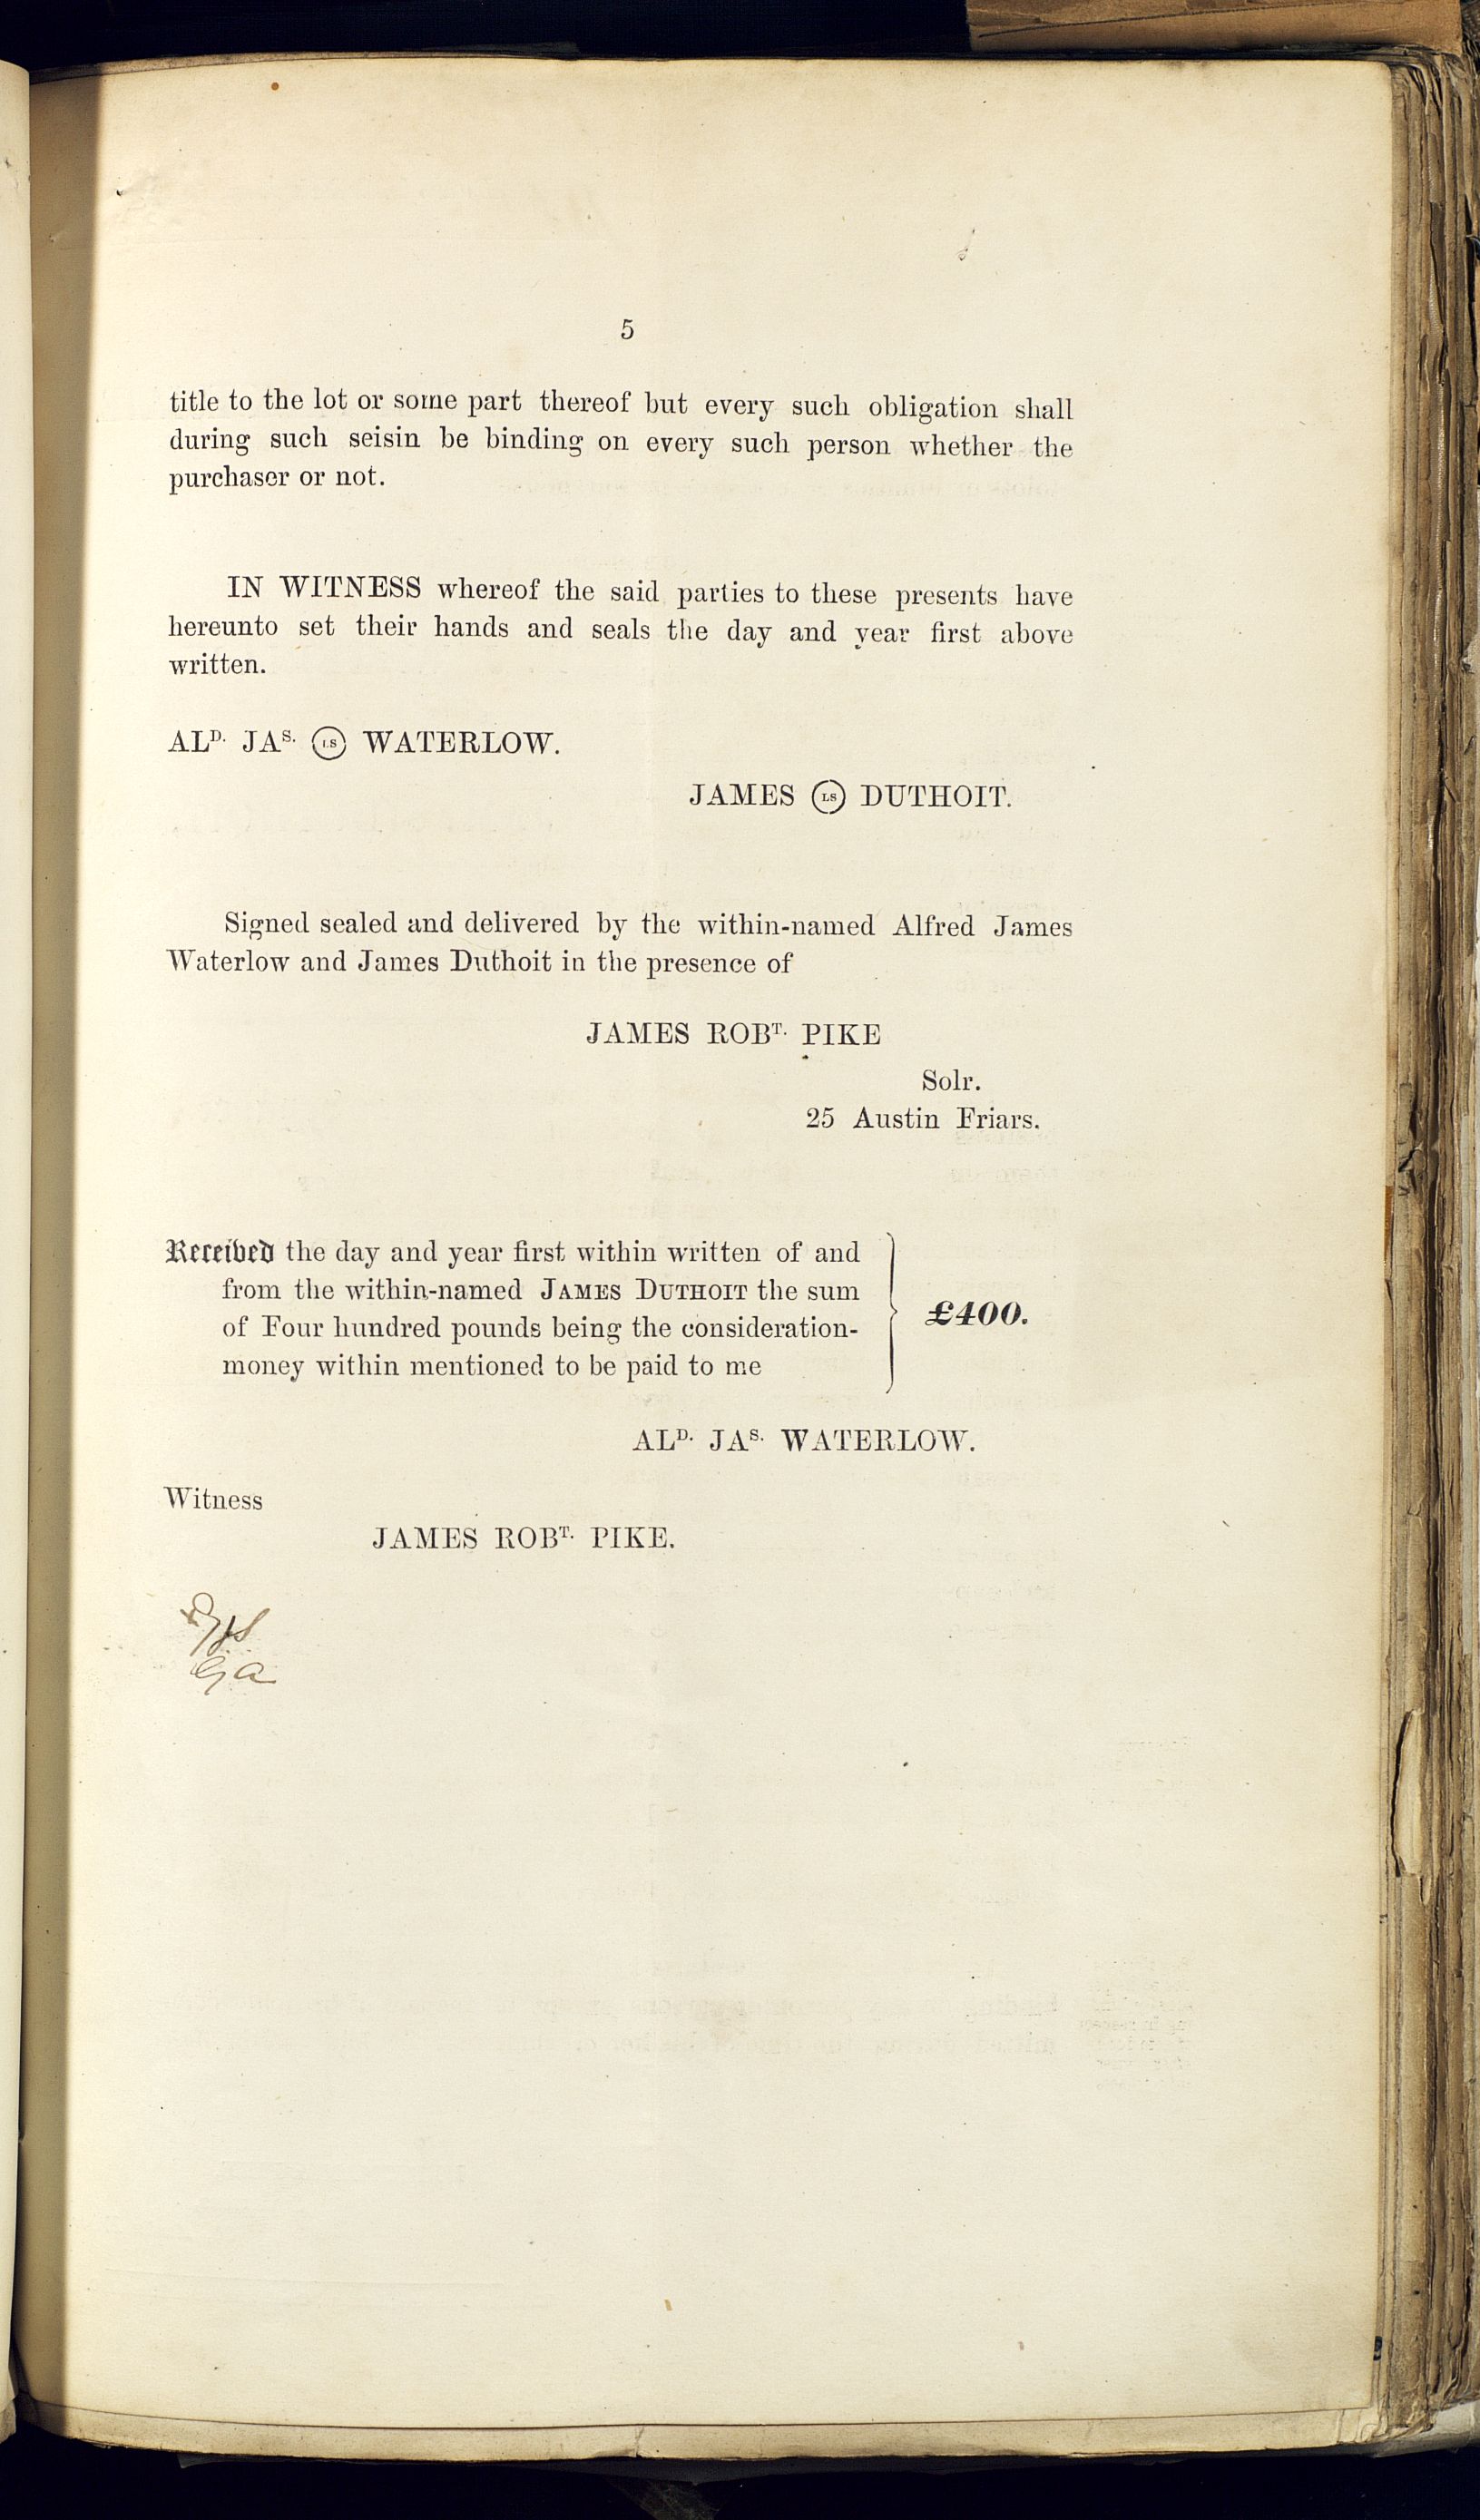 5
title to the lot or some part thereof but every such obligation shall
during such seisin be binding on every such person whether the
purchaser or not.
IN WITNESS whereof the said parties to these presents have
hereunto set their hands and seals the day and year first above
written.
ALD. JAS. LS WATERLOW.
JAMES LS DUTHOIT.
Signed sealed and delivered by the within-named Alfred James
Waterlow and James Duthoit in the presence of
JAMES ROBT. PIKE
Solr.
25 Austin Friars.
Received the day and year first within written of and
from the within-named JAMES DUTHOIT the sum
of Four hundred pounds being the consideration-
money within mentioned to be paid to me
£400.
ALD. JAS. WATERLOW.
Witness
JAMES ROBT. PIKE.